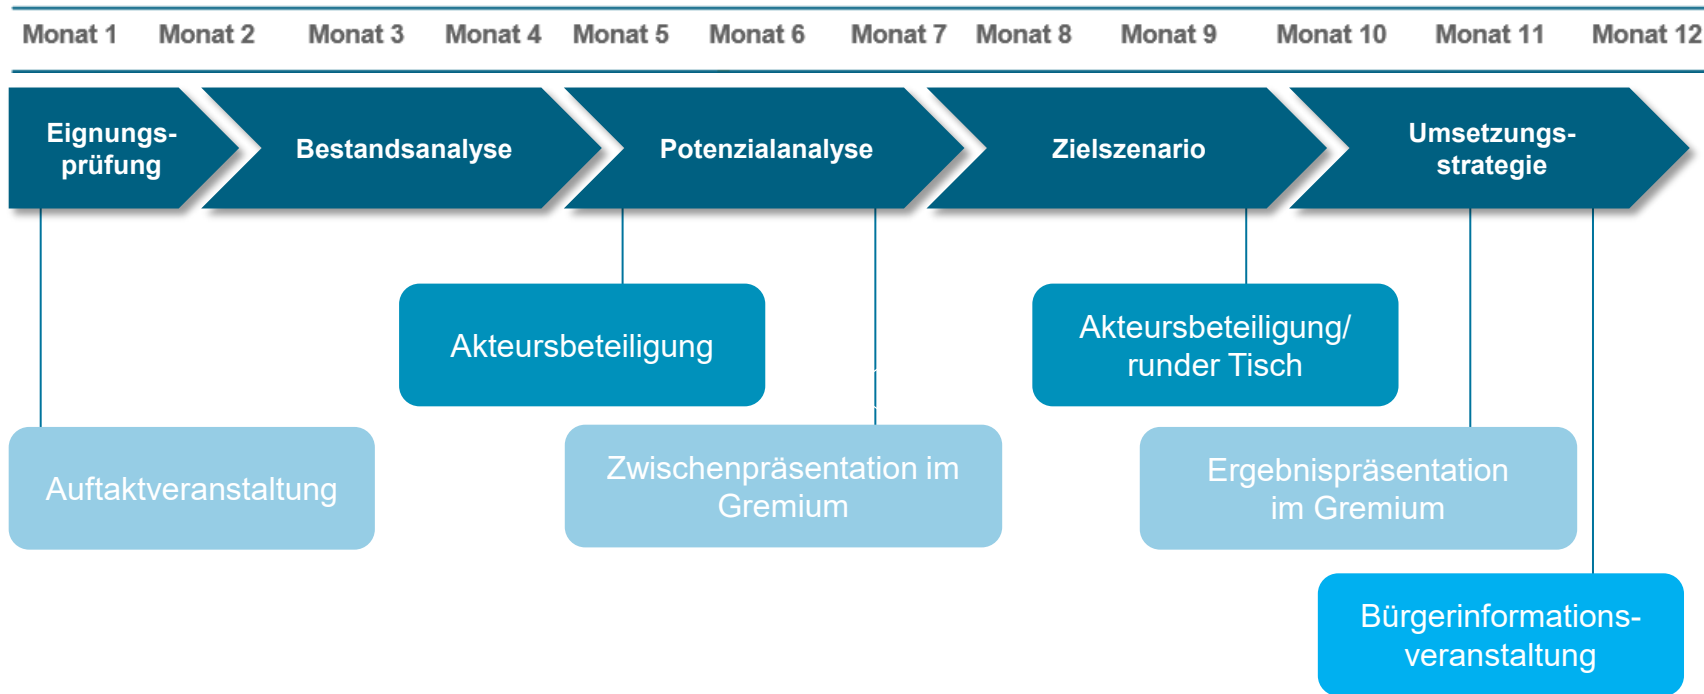 Monat 1 Monat 2 Monat 3 Monat 4 Monat 5 Monat 6 Monat 7 Monat 8 Monat 9 Monat 10 Monat 11 Monat 12
Eignungs-
prüfung
Bestandsanalyse
Potenzialanalyse
Zielszenario
Umsetzungs-
strategie
Akteursbeteiligung
Akteursbeteiligung/
runder Tisch
Auftaktveranstaltung
Zwischenpräsentation im
Gremium
Ergebnispräsentation
im Gremium
Bürgerinformations-
veranstaltung